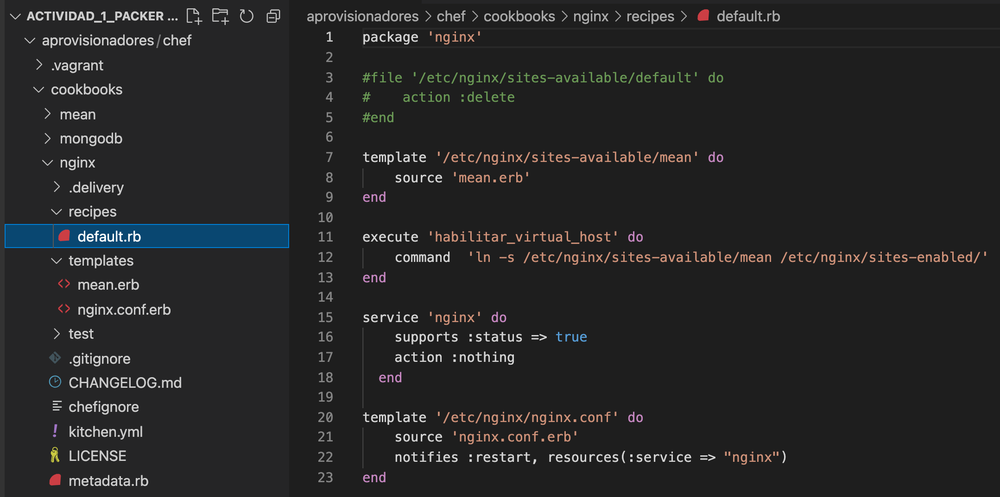 ACTIVIDAD_1_PACKER ...
aprovisionadores / chef
.vagrant
cookbooks
mean
mongodb
nginx
.delivery
recipes
default.rb
templates
mean.erb
nginx.conf.erb
test
.gitignore
CHANGELOG.md
chefignore
kitchen.yml
LICENSE
metadata.rb
aprovisionadores > chef > cookbooks > nginx > recipes > default.rb
1 package 'nginx'
2
3 #file '/etc/nginx/sites-available/default' do
4 #    action :delete
5 #end
6
7 template '/etc/nginx/sites-available/mean' do
8     source 'mean.erb'
9 end
10
11 execute 'habilitar_virtual_host' do
12     command  'ln -s /etc/nginx/sites-available/mean /etc/nginx/sites-enabled/'
13 end
14
15 service 'nginx' do
16     supports :status => true
17     action :nothing
18   end
19
20 template '/etc/nginx/nginx.conf' do
21     source 'nginx.conf.erb'
22     notifies :restart, resources(:service => "nginx")
23 end